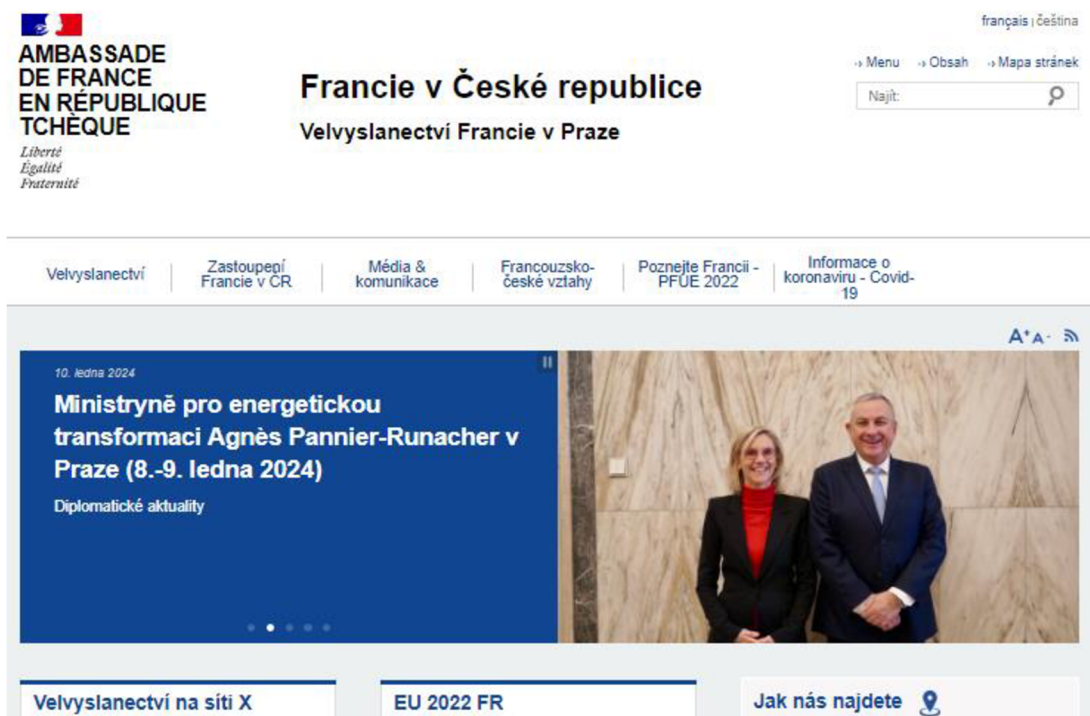 français | čeština
AMBASSADE
DE FRANCE
EN RÉPUBLIQUE
TCHÈQUE
Liberté
Égalité
Fraternité
Francie v České republice
Velvyslanectví Francie v Praze
Menu Obsah Mapa stránek
Najít:
Velvyslanectví
Zastoupení
Francie v ČR
Média &
komunikace
Francouzsko-
české vztahy
Poznejte Francii -
PFUE 2022
Informace o
koronaviru - Covid-
19
A+ A-
10. ledna 2024
Ministryně pro energetickou
transformaci Agnès Pannier-Runacher v
Praze (8.-9. ledna 2024)
Diplomatické aktuality
Velvyslanectví na síti X
EU 2022 FR
Jak nás najdete